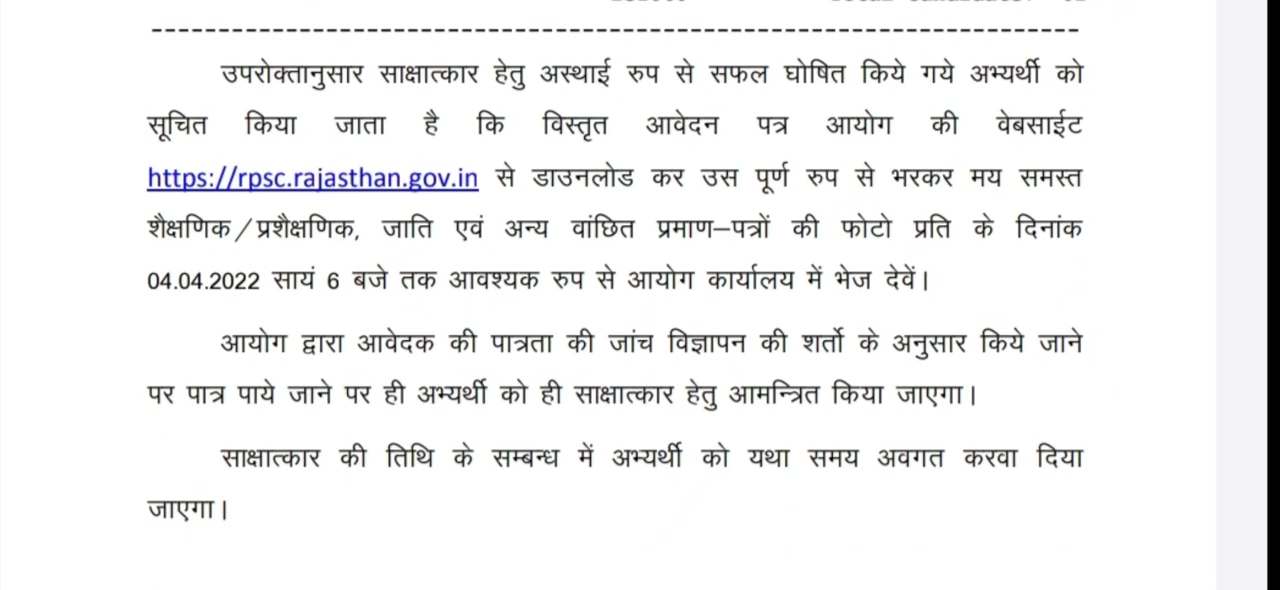 ----------------------------------------------------------------------
उपरोक्तानुसार साक्षात्कार हेतु अस्थाई रुप से सफल घोषित किये गये अभ्यर्थी को
सूचित किया जाता है कि विस्तृत आवेदन पत्र आयोग की वेबसाईट
https://rpsc.rajasthan.gov.in से डाउनलोड कर उस पूर्ण रुप से भरकर मय समस्त
शैक्षणिक/प्रशैक्षणिक, जाति एवं अन्य वांछित प्रमाण–पत्रों की फोटो प्रति के दिनांक
04.04.2022 सायं 6 बजे तक आवश्यक रुप से आयोग कार्यालय में भेज देवें।
आयोग द्वारा आवेदक की पात्रता की जांच विज्ञापन की शर्तो के अनुसार किये जाने
पर पात्र पाये जाने पर ही अभ्यर्थी को ही साक्षात्कार हेतु आमन्त्रित किया जाएगा।
साक्षात्कार की तिथि के सम्बन्ध में अभ्यर्थी को यथा समय अवगत करवा दिया
जाएगा।